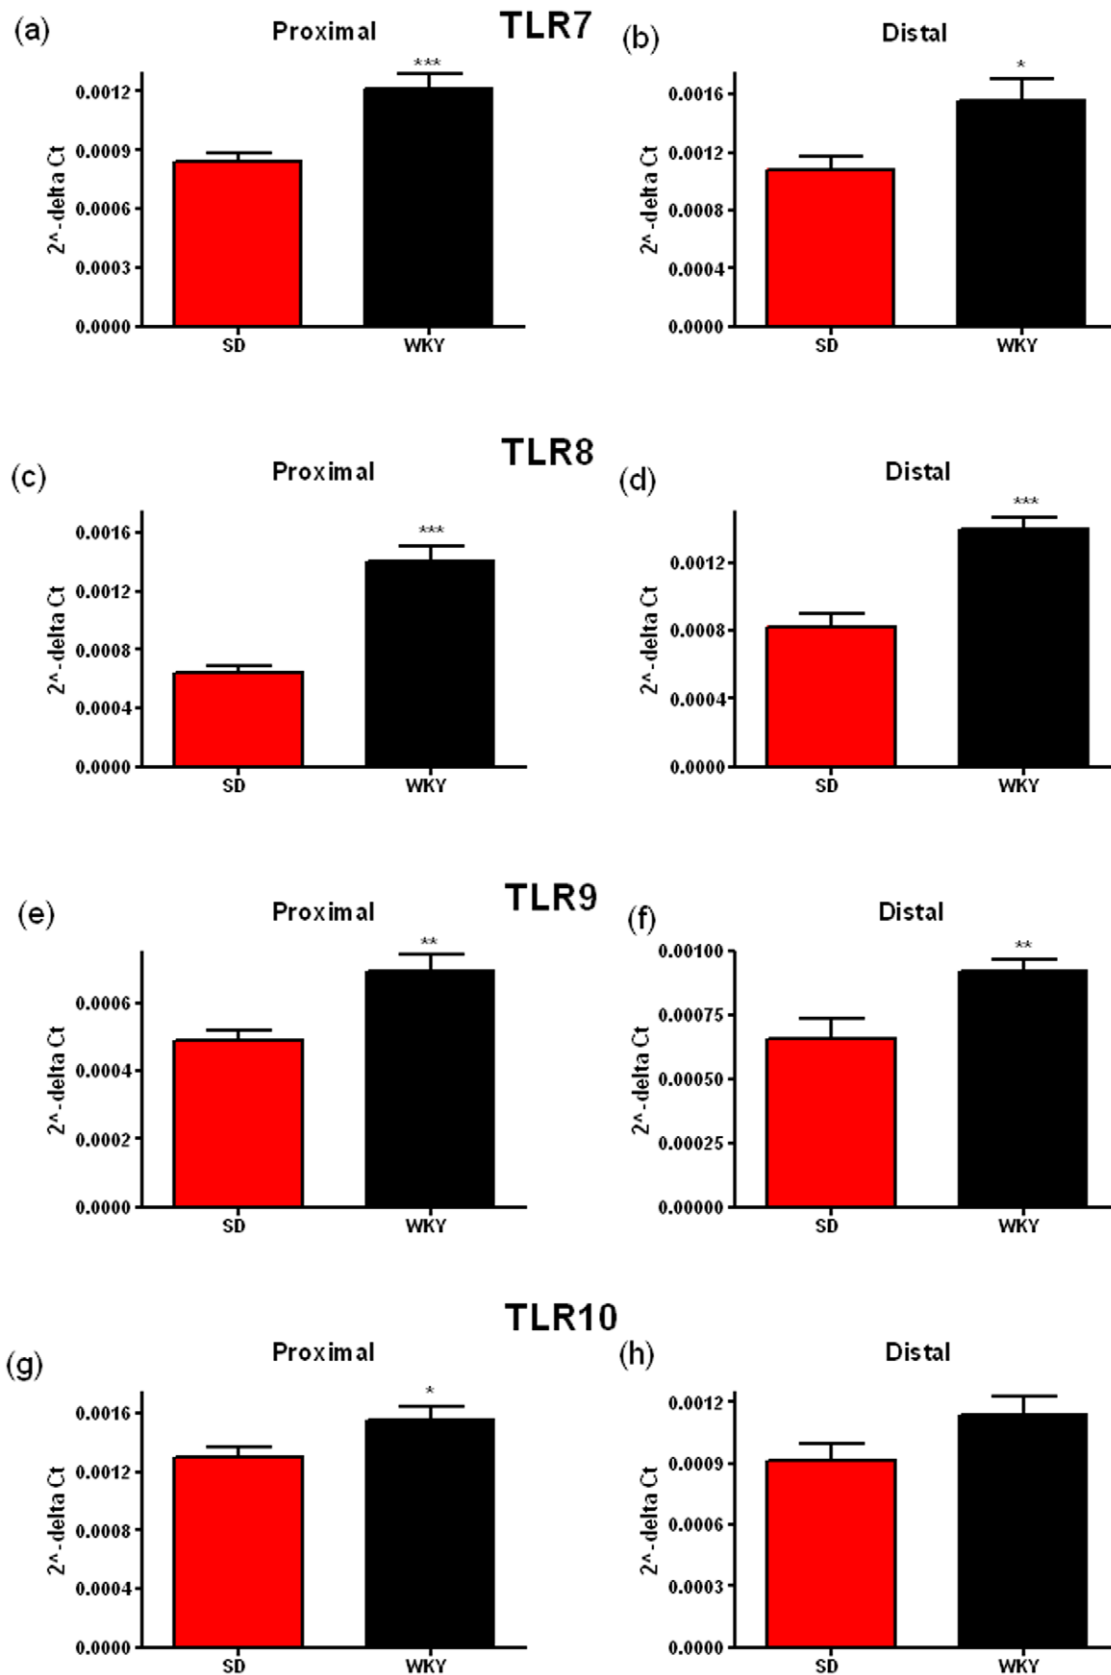 TLR7
(a)
Proximal
***
0.0012
0.0009
0.0006
0.0003
0.0000
2^-delta Ct
SD
WKY
(b)
Distal
*
0.0016
0.0012
0.0008
0.0004
0.0000
2^-delta Ct
SD
WKY
TLR8
(c)
Proximal
***
0.0016
0.0012
0.0008
0.0004
0.0000
2^-delta Ct
SD
WKY
(d)
Distal
***
0.0012
0.0008
0.0004
0.0000
2^-delta Ct
SD
WKY
TLR9
(e)
Proximal
**
0.0006
0.0004
0.0002
0.0000
2^-delta Ct
SD
WKY
(f)
Distal
**
0.00100
0.00075
0.00050
0.00025
0.00000
2^-delta Ct
SD
WKY
TLR10
(g)
Proximal
*
0.0016
0.0012
0.0008
0.0004
0.0000
2^-delta Ct
SD
WKY
(h)
Distal
0.0012
0.0009
0.0006
0.0003
0.0000
2^-delta Ct
SD
WKY